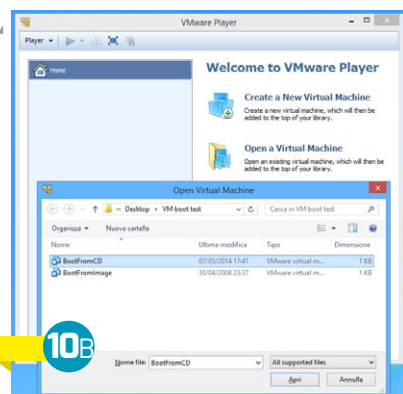 VMware Player
Player
Home
Welcome to VMware Player
Create a New Virtual Machine
Create a new virtual machine, which will then be
added to the top of your library.
Open a Virtual Machine
Open an existing virtual machine, which will then be
added to the top of your library.
Open Virtual Machine
« Desktop › VM boot test
Cerca in VM boot test
Organizza
Nuova cartella
Nome
Ultima modifica
Tipo
Dimensione
BootFromCD
07/05/2014 17:41
VMware virtual m...
1 KB
BootFromImage
30/04/2008 23:37
VMware virtual m...
1 KB
10B
Nome file:
BootFromCD
All supported files
Apri
Annulla